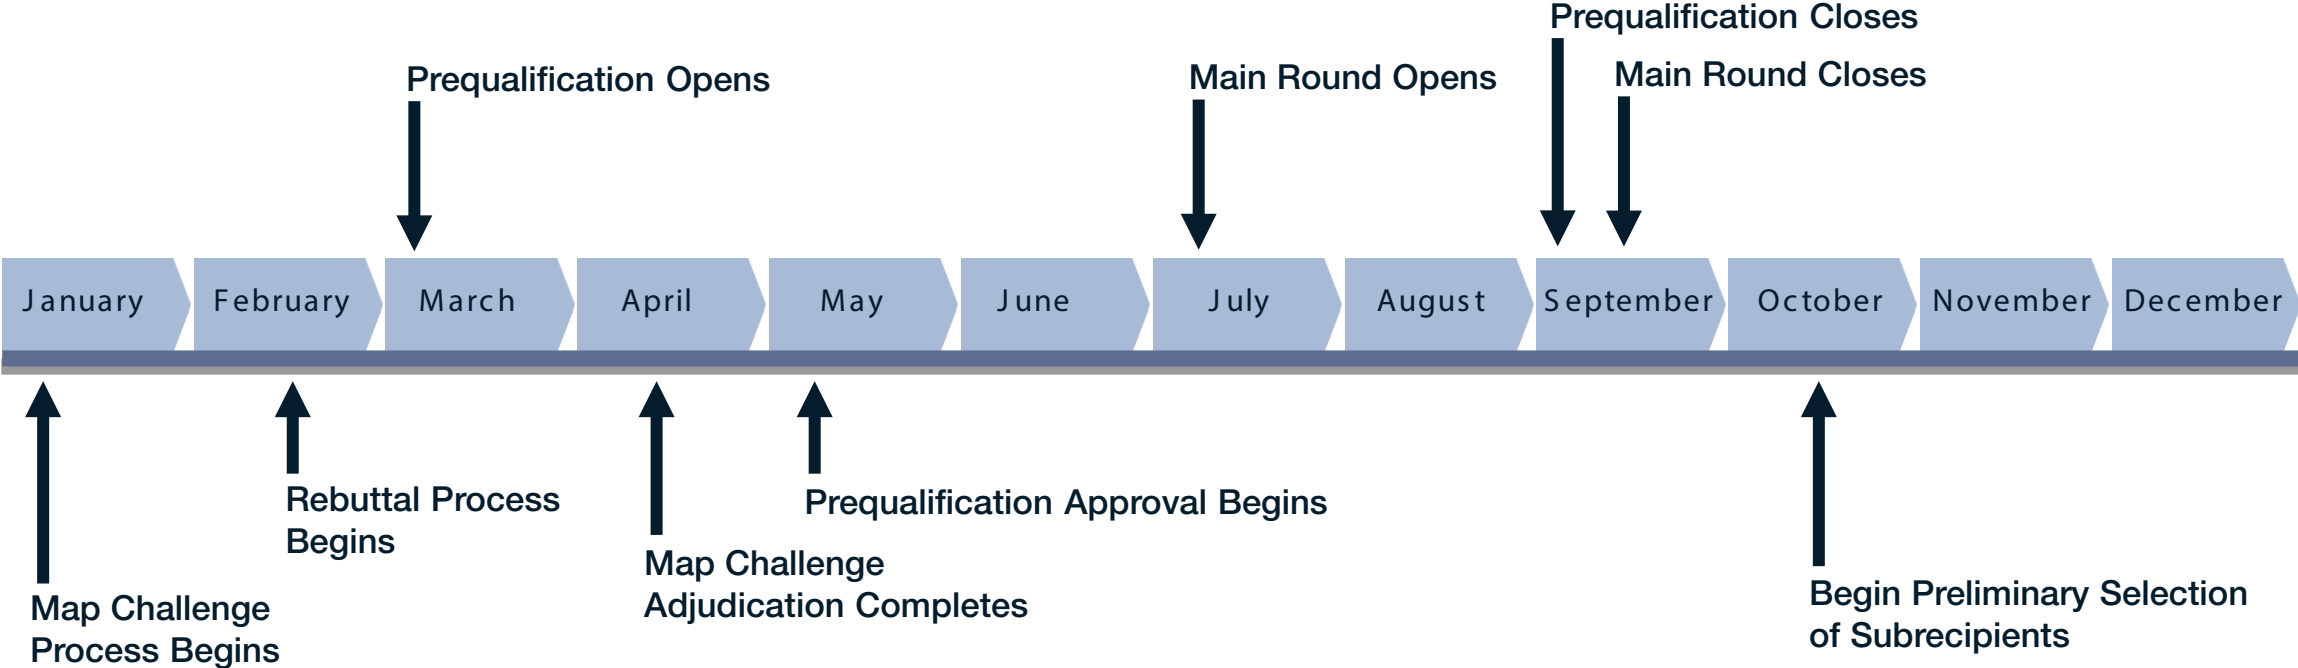 Prequalification Closes
Prequalification Opens
Main Round Opens
Main Round Closes
January
February
March
April
May
June
July
August
September
October
November
December
Rebuttal Process
Begins
Prequalification Approval Begins
Map Challenge
Adjudication Completes
Map Challenge
Process Begins
Begin Preliminary Selection
of Subrecipients